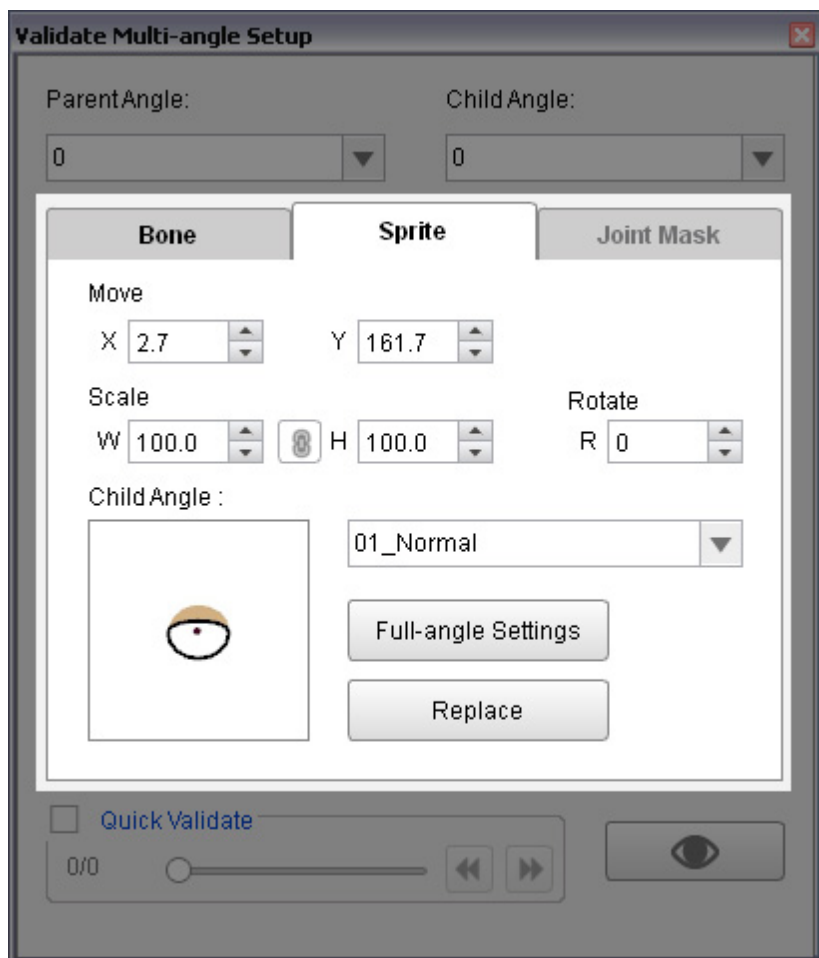 Validate Multi-angle Setup
Parent Angle: Child Angle:
0 0
Bone Sprite Joint Mask
Move
X 2.7 Y 161.7
Scale Rotate
W 100.0 H 100.0 R 0
Child Angle :
01_Normal
Full-angle Settings
Replace
Quick Validate
0/0